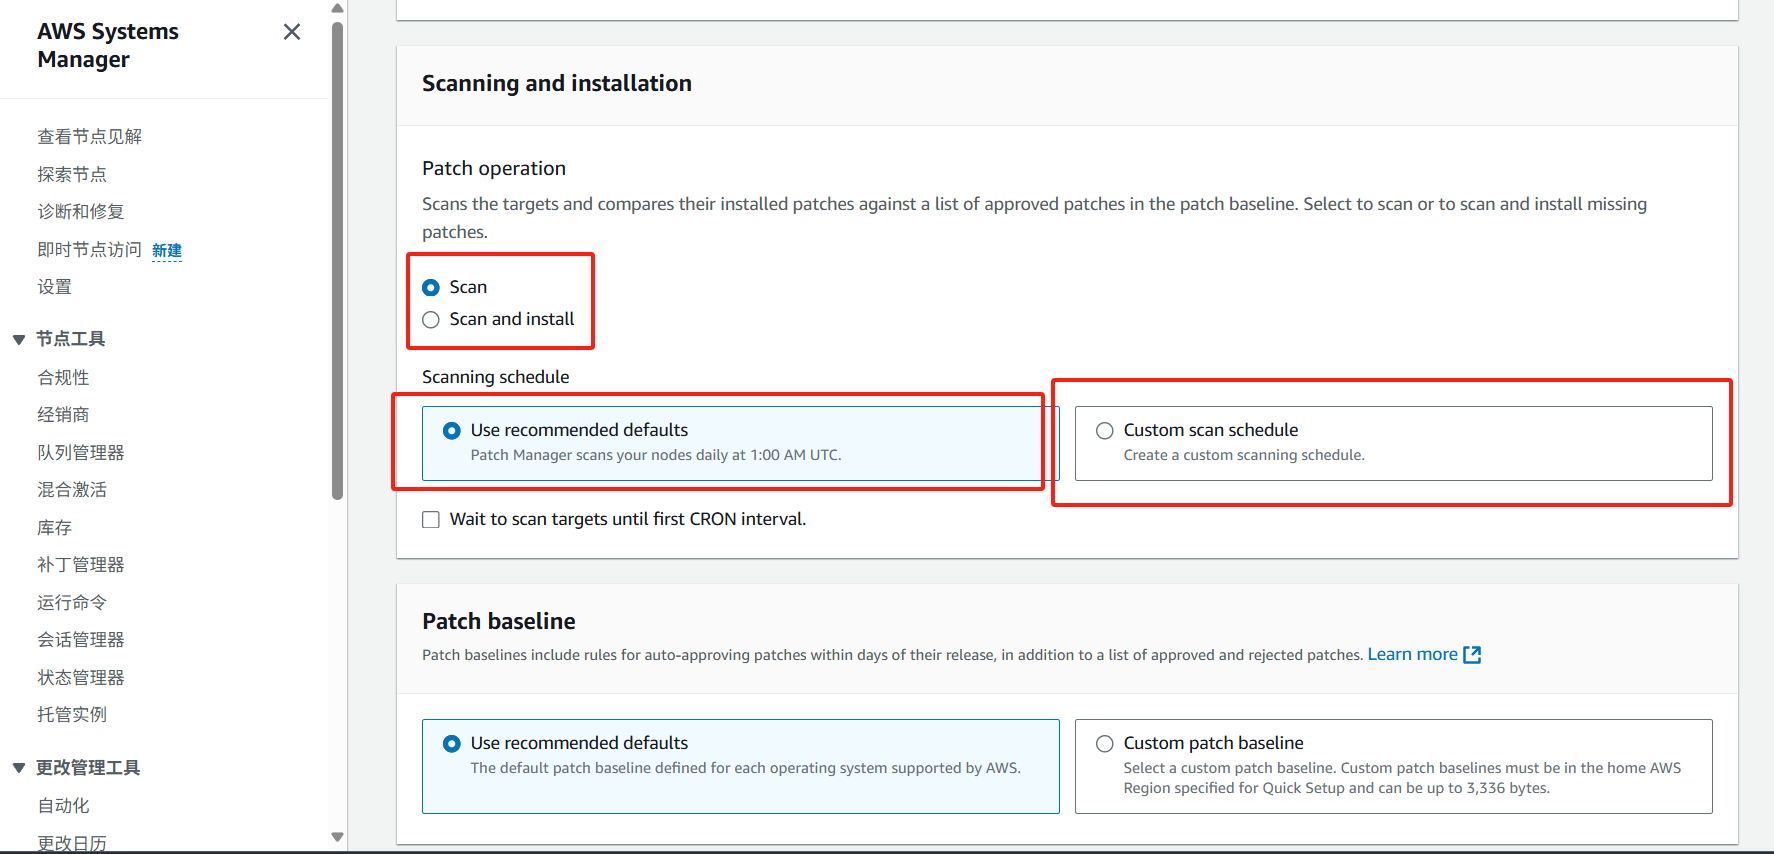 AWS Systems
Manager
查看节点见解
探索节点
诊断和修复
即时节点访问 新建
设置
节点工具
合规性
经销商
队列管理器
混合激活
库存
补丁管理器
运行命令
会话管理器
状态管理器
托管实例
更改管理工具
自动化
更改日历
Scanning and installation
Patch operation
Scans the targets and compares their installed patches against a list of approved patches in the patch baseline. Select to scan or to scan and install missing
patches.
Scan
Scan and install
Scanning schedule
Use recommended defaults
Patch Manager scans your nodes daily at 1:00 AM UTC.
Custom scan schedule
Create a custom scanning schedule.
Wait to scan targets until first CRON interval.
Patch baseline
Patch baselines include rules for auto-approving patches within days of their release, in addition to a list of approved and rejected patches. Learn more
Use recommended defaults
The default patch baseline defined for each operating system supported by AWS.
Custom patch baseline
Select a custom patch baseline. Custom patch baselines must be in the home AWS
Region specified for Quick Setup and can be up to 3,336 bytes.